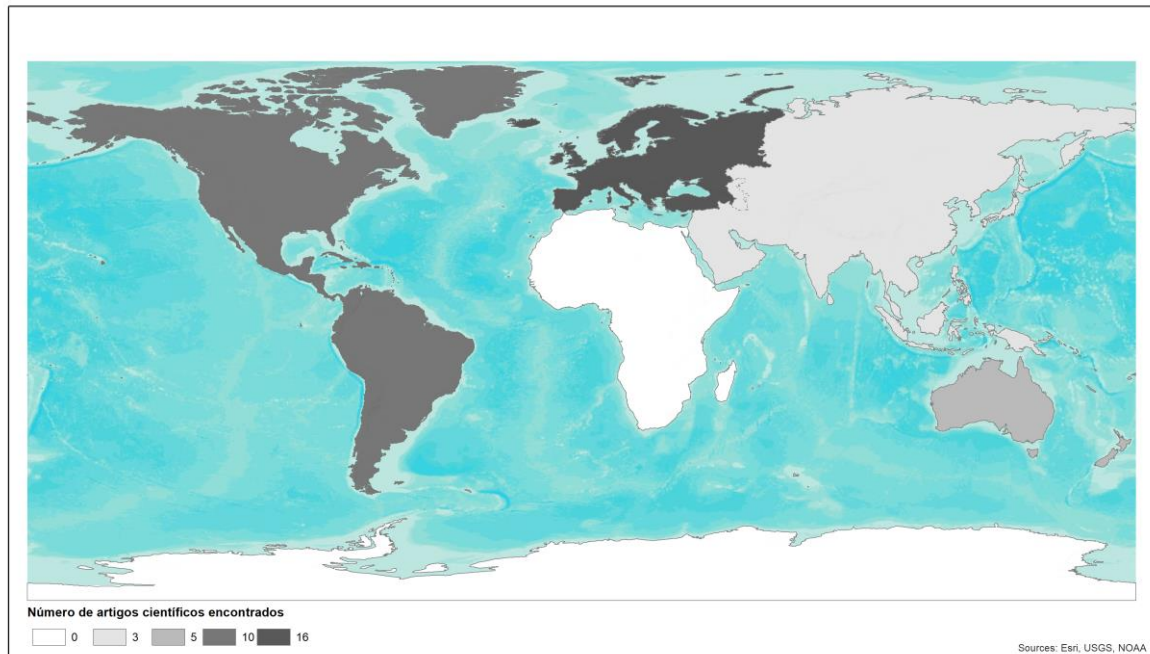 Número de artigos científicos encontrados
0 3 5 10 16
Sources: Esri, USGS, NOAA